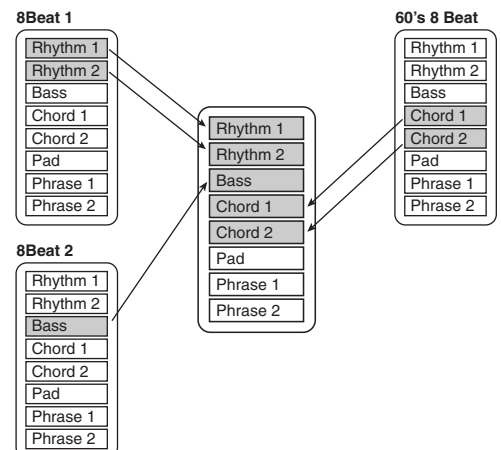 8Beat 1
Rhythm 1
Rhythm 2
Bass
Chord 1
Chord 2
Pad
Phrase 1
Phrase 2
8Beat 2
Rhythm 1
Rhythm 2
Bass
Chord 1
Chord 2
Pad
Phrase 1
Phrase 2
Rhythm 1
Rhythm 2
Bass
Chord 1
Chord 2
Pad
Phrase 1
Phrase 2
60's 8 Beat
Rhythm 1
Rhythm 2
Bass
Chord 1
Chord 2
Pad
Phrase 1
Phrase 2